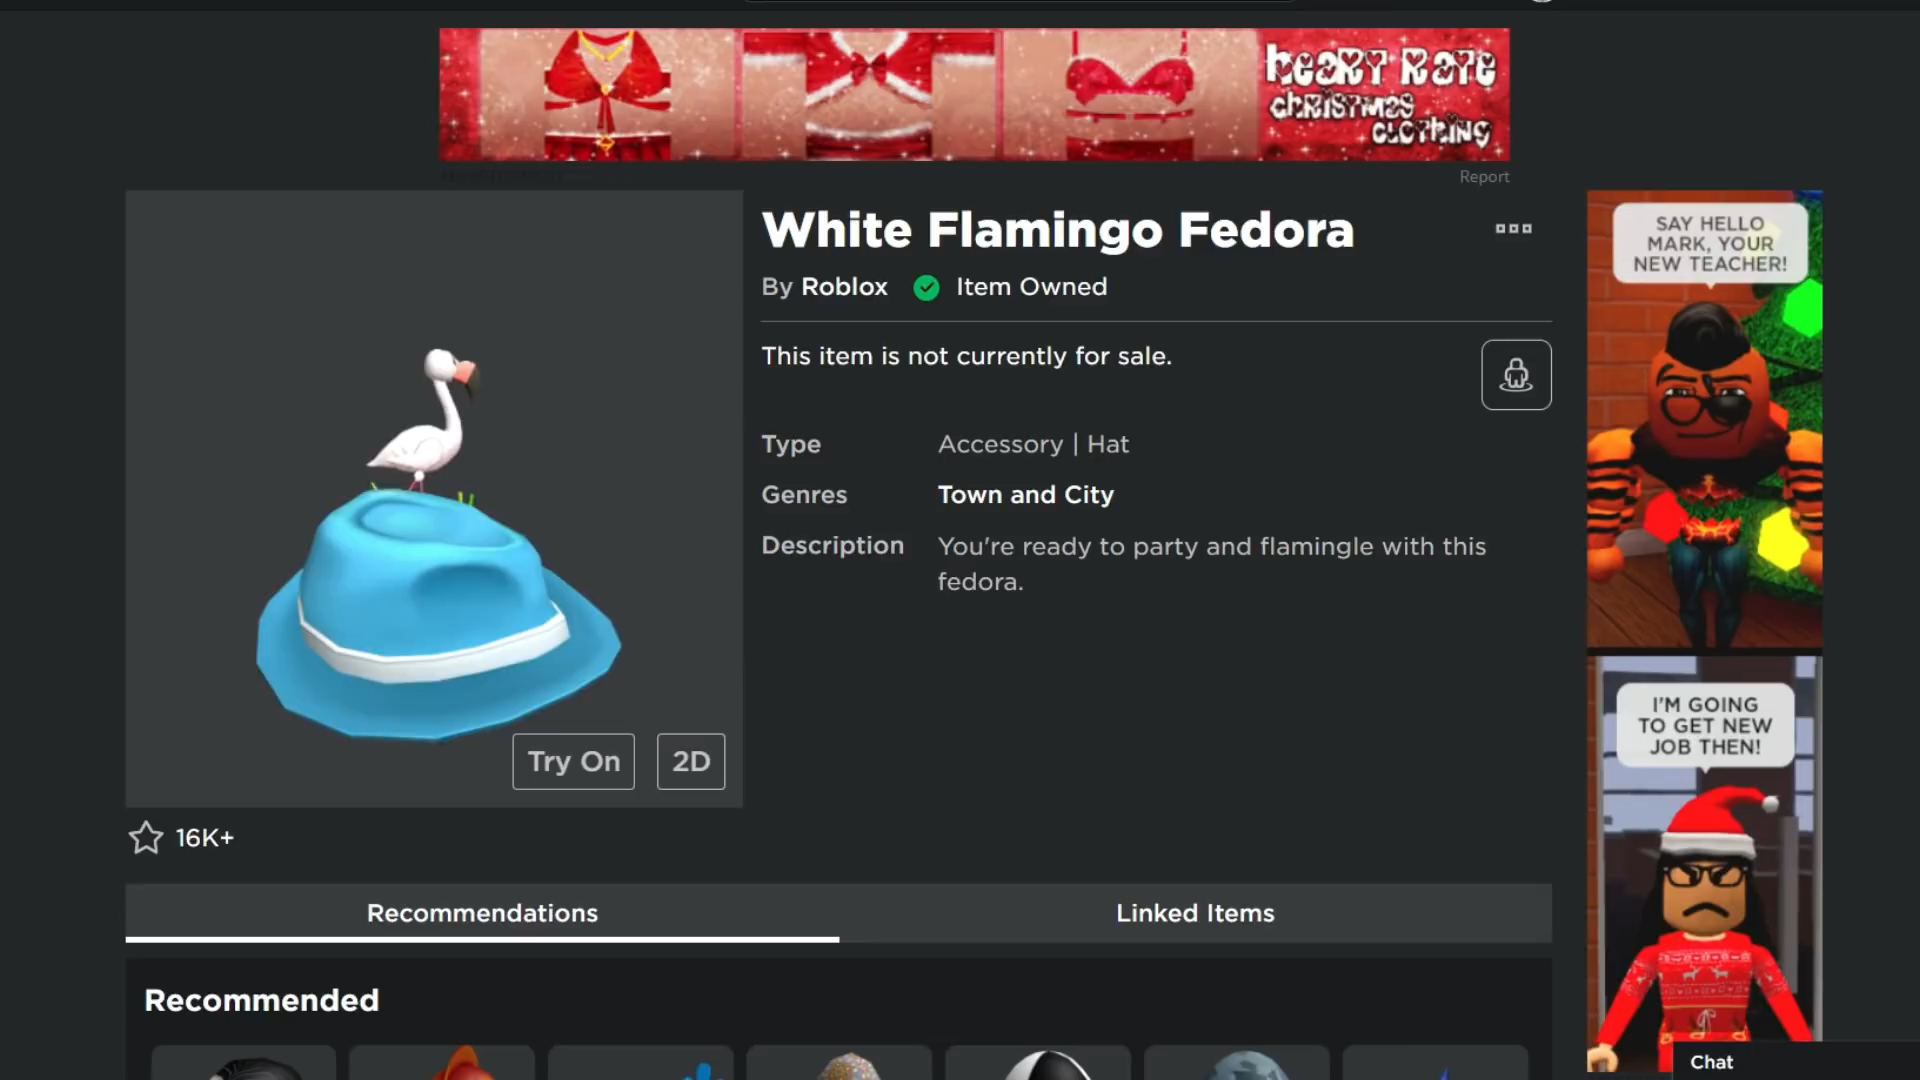 HEART RATE
CHRISTMAS
CLOTHING
Report
White Flamingo Fedora
By Roblox
Item Owned
This item is not currently for sale.
Type
Accessory | Hat
Genres
Town and City
Description
You're ready to party and flamingle with this
fedora.
Try On
2D
16K+
Recommendations
Linked Items
Recommended
SAY HELLO
MARK, YOUR
NEW TEACHER!
I'M GOING
TO GET NEW
JOB THEN!
Chat